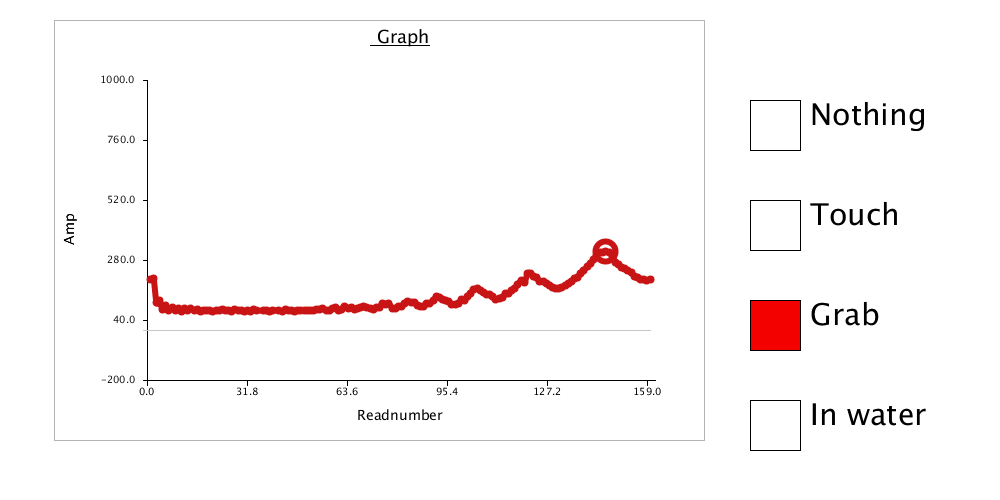 Graph
1000.0
760.0
520.0
280.0
40.0
-200.0
Amp
0.0 31.8 63.6 95.4 127.2 159.0
Readnumber
Nothing
Touch
Grab
In water